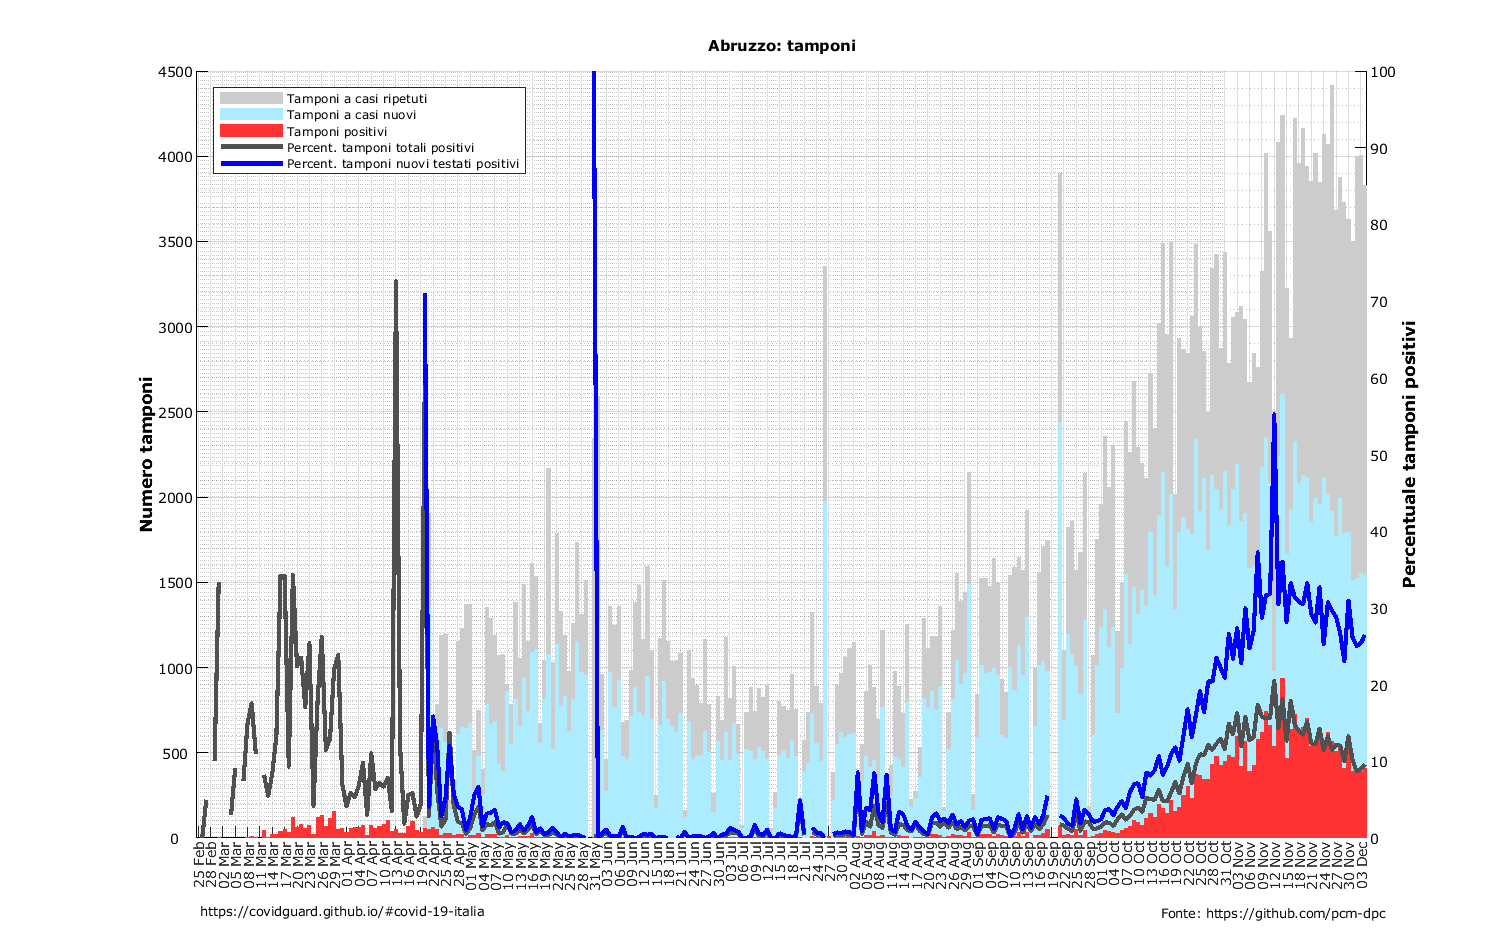 Abruzzo: tamponi
Tamponi a casi ripetuti
Tamponi a casi nuovi
Tamponi positivi
Percent. tamponi totali positivi
Percent. tamponi nuovi testati positivi
Numero tamponi
4500
4000
3500
3000
2500
2000
1500
1000
500
0
Percentuale tamponi positivi
100
90
80
70
60
50
40
30
20
10
0
25 Feb
28 Feb
02 Mar
05 Mar
08 Mar
11 Mar
14 Mar
17 Mar
20 Mar
23 Mar
26 Mar
29 Mar
01 Apr
04 Apr
07 Apr
10 Apr
13 Apr
16 Apr
19 Apr
22 Apr
25 Apr
28 Apr
01 May
04 May
07 May
10 May
13 May
16 May
19 May
22 May
25 May
28 May
31 May
03 Jun
06 Jun
09 Jun
12 Jun
15 Jun
18 Jun
21 Jun
24 Jun
27 Jun
30 Jun
03 Jul
06 Jul
09 Jul
12 Jul
15 Jul
18 Jul
21 Jul
24 Jul
27 Jul
30 Jul
02 Aug
05 Aug
08 Aug
11 Aug
14 Aug
17 Aug
20 Aug
23 Aug
26 Aug
29 Aug
01 Sep
04 Sep
07 Sep
10 Sep
13 Sep
16 Sep
19 Sep
22 Sep
25 Sep
28 Sep
01 Oct
04 Oct
07 Oct
10 Oct
13 Oct
16 Oct
19 Oct
22 Oct
25 Oct
28 Oct
31 Oct
03 Nov
06 Nov
09 Nov
12 Nov
15 Nov
18 Nov
21 Nov
24 Nov
27 Nov
30 Nov
03 Dec
https://covidguard.github.io/#covid-19-italia
Fonte: https://github.com/pcm-dpc